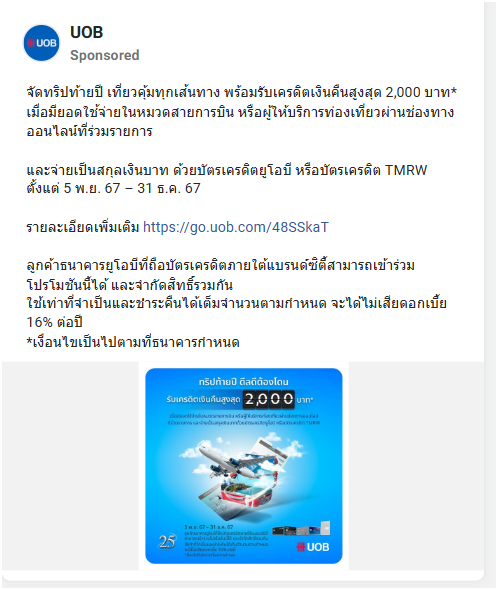 UOB
UOB
Sponsored
จัดทริปท้ายปี เที่ยวคุ้มทุกเส้นทาง พร้อมรับเครดิตเงินคืนสูงสุด 2,000 บาท*
เมื่อมียอดใช้จ่ายในหมวดสายการบิน หรือผู้ให้บริการท่องเที่ยวผ่านช่องทาง
ออนไลน์ที่ร่วมรายการ
และจ่ายเป็นสกุลเงินบาท ด้วยบัตรเครดิตยูโอบี หรือบัตรเครดิต TMRW
ตั้งแต่ 5 พ.ย. 67 – 31 ธ.ค. 67
รายละเอียดเพิ่มเติม https://go.uob.com/48SSkaT
ลูกค้าธนาคารยูโอบีที่ถือบัตรเครดิตภายใต้แบรนด์ซิตี้สามารถเข้าร่วม
โปรโมชันนี้ได้ และจำกัดสิทธิ์รวมกัน
ใช้เท่าที่จำเป็นและชำระคืนได้เต็มจำนวนตามกำหนด จะได้ไม่เสียดอกเบี้ย
16% ต่อปี
*เงื่อนไขเป็นไปตามที่ธนาคารกำหนด
ทริปท้ายปี ดีลดีต้องโดน
รับเครดิตเงินคืนสูงสุด 2,000 บาท*
5 พ.ย. 67 – 31 ธ.ค. 67
25
UOB